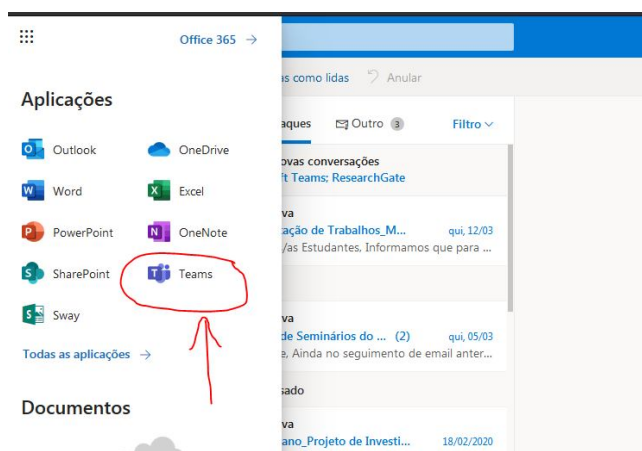 Office 365 →
Aplicações
Outlook OneDrive
Word Excel
PowerPoint OneNote
SharePoint Teams
Sway
Todas as aplicações →
Documentos
as como lidas Anular
aques Outro 3 Filtro
ovas conversações
ft Teams; ResearchGate
va
ação de Trabalhos_M... qui, 12/03
/as Estudantes, Informamos que para ...
va
de Seminários do ... (2) qui, 05/03
e, Ainda no seguimento de email anter...
sado
va
ano_Projeto de Investi... 18/02/2020